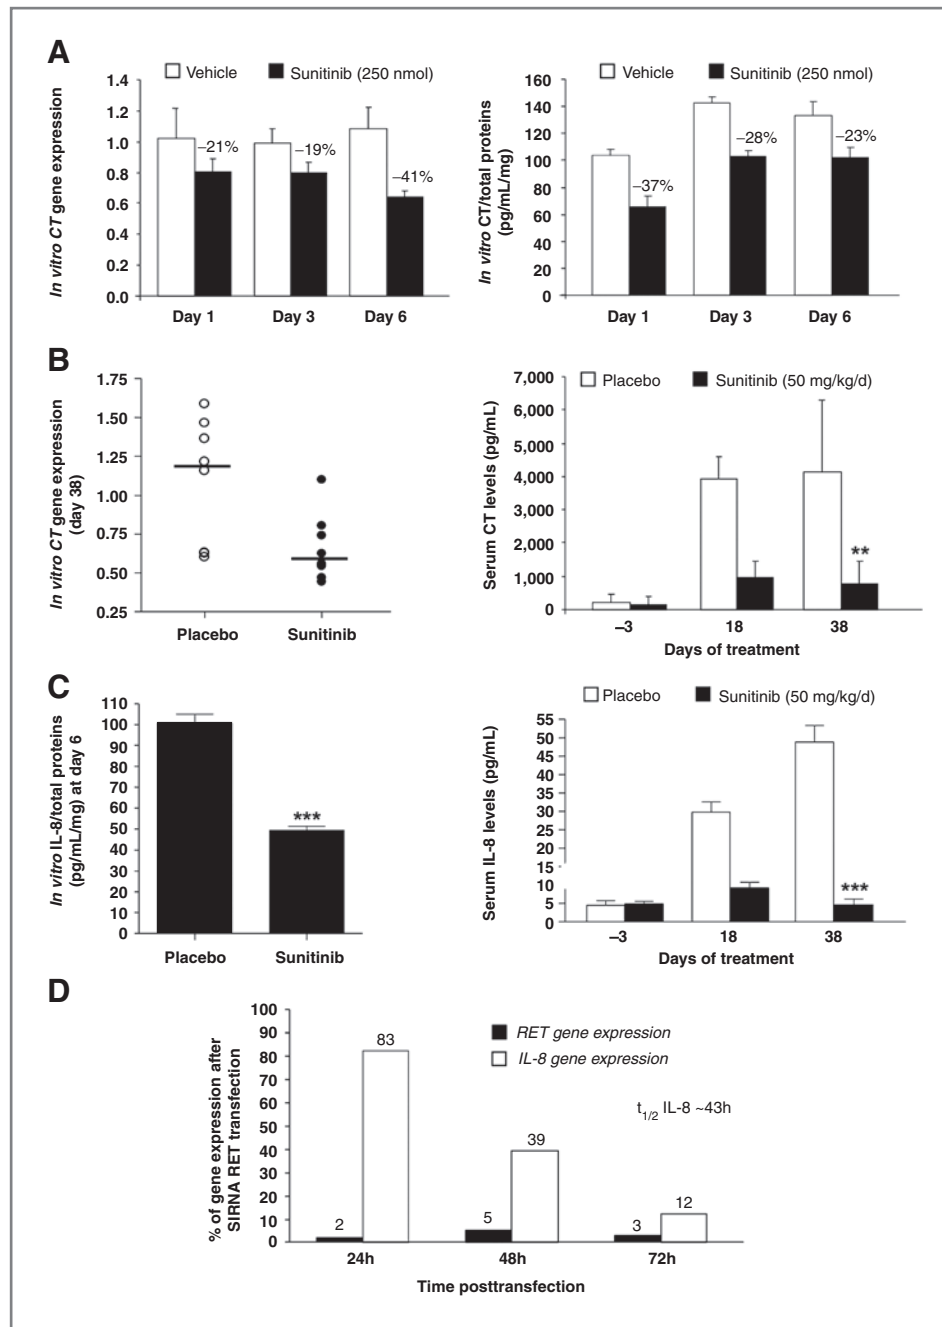 A
Vehicle Sunitinib (250 nmol)
In vitro CT gene expression
1.4
1.2
1.0
0.8
0.6
0.4
0.2
0.0
–21%
–19%
–41%
Day 1 Day 3 Day 6
Vehicle Sunitinib (250 nmol)
In vitro CT/total proteins
(pg/mL/mg)
160
140
120
100
80
60
40
20
0
–37%
–28%
–23%
Day 1 Day 3 Day 6
B
In vitro CT gene expression
(day 38)
1.75
1.50
1.25
1.00
0.75
0.50
0.25
Placebo Sunitinib
Placebo Sunitinib (50 mg/kg/d)
Serum CT levels (pg/mL)
7,000
6,000
5,000
4,000
3,000
2,000
1,000
0
**
–3 18 38
Days of treatment
C
In vitro IL-8/total proteins
(pg/mL/mg) at day 6
110
100
90
80
70
60
50
40
30
20
10
0
***
Placebo Sunitinib
Placebo Sunitinib (50 mg/kg/d)
Serum IL-8 levels (pg/mL)
55
50
45
40
35
30
25
20
15
10
5
0
***
–3 18 38
Days of treatment
D
% of gene expression after
SIRNA RET transfection
100
90
80
70
60
50
40
30
20
10
0
RET gene expression
IL-8 gene expression
t1/2 IL-8 ~43h
2 83
5 39
3 12
24h 48h 72h
Time posttransfection